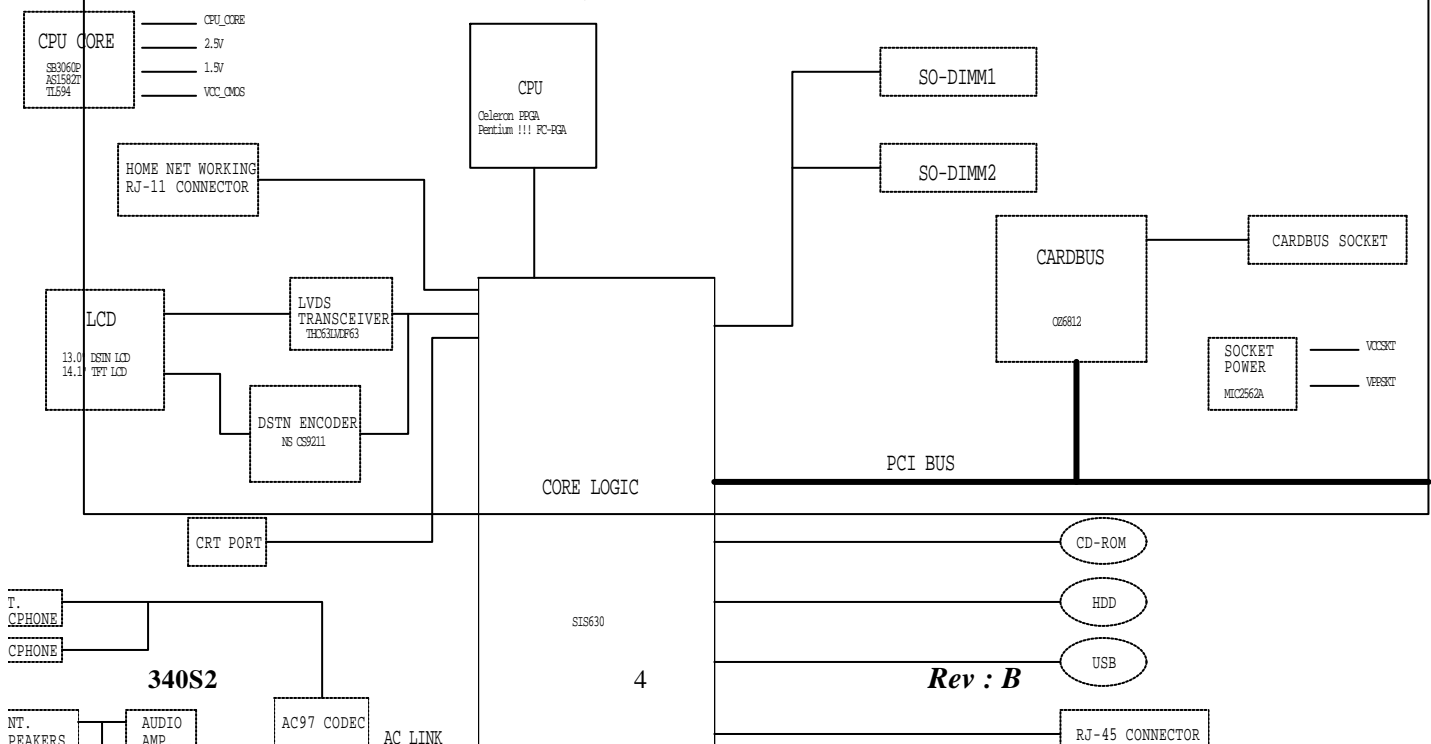 CPU CORE
SB3060P
AS1582T
TL594
CPU_CORE
2.5V
1.5V
VCC_CMOS
CPU
Celeron PPGA
Pentium !!! FC-PGA
SO-DIMM1
SO-DIMM2
HOME NET WORKING
RJ-11 CONNECTOR
CARDBUS
OZ6812
CARDBUS SOCKET
LCD
13.0" DSTN LCD
14.1" TFT LCD
LVDS
TRANSCEIVER
THC63LVDF63
SOCKET
POWER
MIC2562A
VCCSKT
VPPSKT
DSTN ENCODER
NS CS9211
PCI BUS
CORE LOGIC
SIS630
CRT PORT
CD-ROM
HDD
USB
T.
CPHONE
CPHONE
340S2
4
Rev : B
NT.
PEAKERS
AUDIO
AMP
AC97 CODEC
AC LINK
RJ-45 CONNECTOR